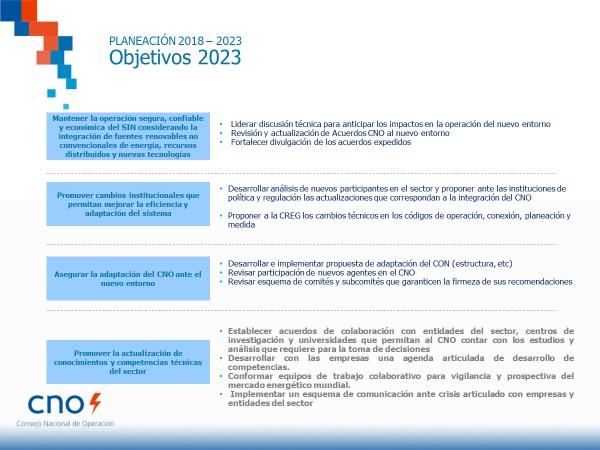 PLANEACIÓN 2018 – 2023
Objetivos 2023
Mantener la operación segura, confiable
y económica del SIN considerando la
integración de fuentes renovables no
convencionales de energía, recursos
distribuidos y nuevas tecnologías
• Liderar discusión técnica para anticipar los impactos en la operación del nuevo entorno
• Revisión y actualización de Acuerdos CNO al nuevo entorno
• Fortalecer divulgación de los acuerdos expedidos
Promover cambios institucionales que
permitan mejorar la eficiencia y
adaptación del sistema
• Desarrollar análisis de nuevos participantes en el sector y proponer ante las instituciones de
política y regulación las actualizaciones que correspondan a la integración del CNO
• Proponer a la CREG los cambios técnicos en los códigos de operación, conexión, planeación y
medida
Asegurar la adaptación del CNO ante el
nuevo entorno
• Desarrollar e implementar propuesta de adaptación del CON (estructura, etc)
• Revisar participación de nuevos agentes en el CNO
• Revisar esquema de comités y subcomités que garanticen la firmeza de sus recomendaciones
Promover la actualización de
conocimientos y competencias técnicas
del sector
• Establecer acuerdos de colaboración con entidades del sector, centros de
investigación y universidades que permitan al CNO contar con los estudios y
análisis que requiere para la toma de decisiones
• Desarrollar con las empresas una agenda articulada de desarrollo de
competencias.
• Conformar equipos de trabajo colaborativo para vigilancia y prospectiva del
mercado energético mundial.
• Implementar un esquema de comunicación ante crisis articulado con empresas y
entidades del sector
cno
Consejo Nacional de Operación